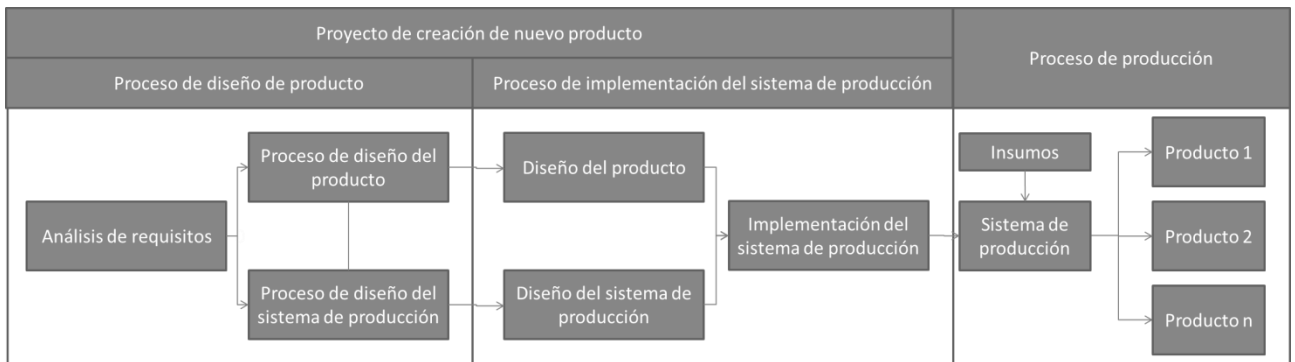 Proyecto de creación de nuevo producto
Proceso de producción
Proceso de diseño de producto
Proceso de implementación del sistema de producción
Análisis de requisitos
Proceso de diseño del
producto
Proceso de diseño del
sistema de producción
Diseño del producto
Diseño del sistema de
producción
Implementación del
sistema de producción
Insumos
Sistema de
producción
Producto 1
Producto 2
Producto n